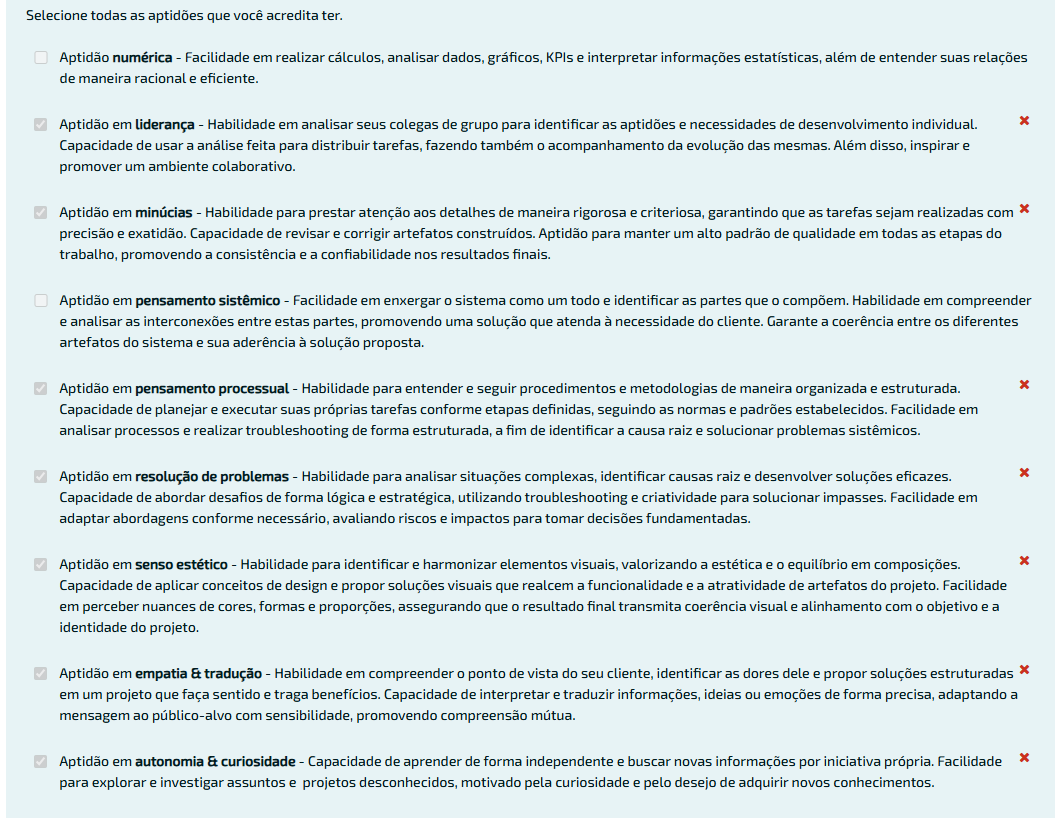 Selecione todas as aptidões que você acredita ter.
Aptidão numérica - Facilidade em realizar cálculos, analisar dados, gráficos, KPIs e interpretar informações estatísticas, além de entender suas relações
de maneira racional e eficiente.
Aptidão em liderança - Habilidade em analisar seus colegas de grupo para identificar as aptidões e necessidades de desenvolvimento individual.
Capacidade de usar a análise feita para distribuir tarefas, fazendo também o acompanhamento da evolução das mesmas. Além disso, inspirar e
promover um ambiente colaborativo.
Aptidão em minúcias - Habilidade para prestar atenção aos detalhes de maneira rigorosa e criteriosa, garantindo que as tarefas sejam realizadas com
precisão e exatidão. Capacidade de revisar e corrigir artefatos construídos. Aptidão para manter um alto padrão de qualidade em todas as etapas do
trabalho, promovendo a consistência e a confiabilidade nos resultados finais.
Aptidão em pensamento sistêmico - Facilidade em enxergar o sistema como um todo e identificar as partes que o compõem. Habilidade em compreender
e analisar as interconexões entre estas partes, promovendo uma solução que atenda à necessidade do cliente. Garante a coerência entre os diferentes
artefatos do sistema e sua aderência à solução proposta.
Aptidão em pensamento processual - Habilidade para entender e seguir procedimentos e metodologias de maneira organizada e estruturada.
Capacidade de planejar e executar suas próprias tarefas conforme etapas definidas, seguindo as normas e padrões estabelecidos. Facilidade em
analisar processos e realizar troubleshooting de forma estruturada, a fim de identificar a causa raiz e solucionar problemas sistêmicos.
Aptidão em resolução de problemas - Habilidade para analisar situações complexas, identificar causas raiz e desenvolver soluções eficazes.
Capacidade de abordar desafios de forma lógica e estratégica, utilizando troubleshooting e criatividade para solucionar impasses. Facilidade em
adaptar abordagens conforme necessário, avaliando riscos e impactos para tomar decisões fundamentadas.
Aptidão em senso estético - Habilidade para identificar e harmonizar elementos visuais, valorizando a estética e o equilíbrio em composições.
Capacidade de aplicar conceitos de design e propor soluções visuais que realcem a funcionalidade e a atratividade de artefatos do projeto. Facilidade
em perceber nuances de cores, formas e proporções, assegurando que o resultado final transmita coerência visual e alinhamento com o objetivo e a
identidade do projeto.
Aptidão em empatia & tradução - Habilidade em compreender o ponto de vista do seu cliente, identificar as dores dele e propor soluções estruturadas
em um projeto que faça sentido e traga benefícios. Capacidade de interpretar e traduzir informações, ideias ou emoções de forma precisa, adaptando a
mensagem ao público-alvo com sensibilidade, promovendo compreensão mútua.
Aptidão em autonomia & curiosidade - Capacidade de aprender de forma independente e buscar novas informações por iniciativa própria. Facilidade
para explorar e investigar assuntos e projetos desconhecidos, motivado pela curiosidade e pelo desejo de adquirir novos conhecimentos.